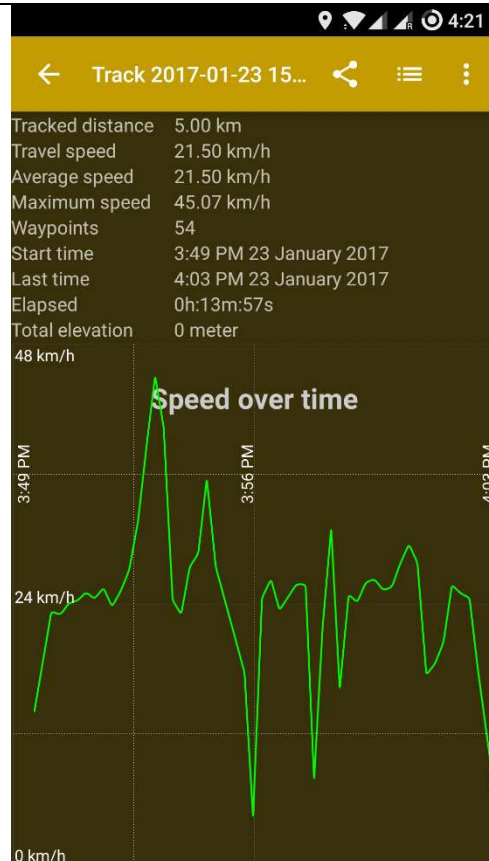 4:21
Track 2017-01-23 15...
Tracked distance 5.00 km
Travel speed 21.50 km/h
Average speed 21.50 km/h
Maximum speed 45.07 km/h
Waypoints 54
Start time 3:49 PM 23 January 2017
Last time 4:03 PM 23 January 2017
Elapsed 0h:13m:57s
Total elevation 0 meter
48 km/h
Speed over time
3:49 PM
3:56 PM
4:03 PM
24 km/h
0 km/h